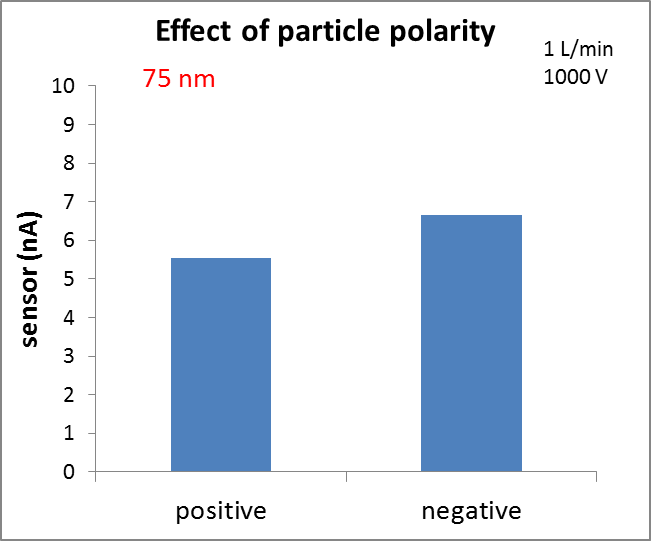 Effect of particle polarity
1 L/min
1000 V
75 nm
10
9
8
7
6
5
4
3
2
1
0
sensor (nA)
positive
negative